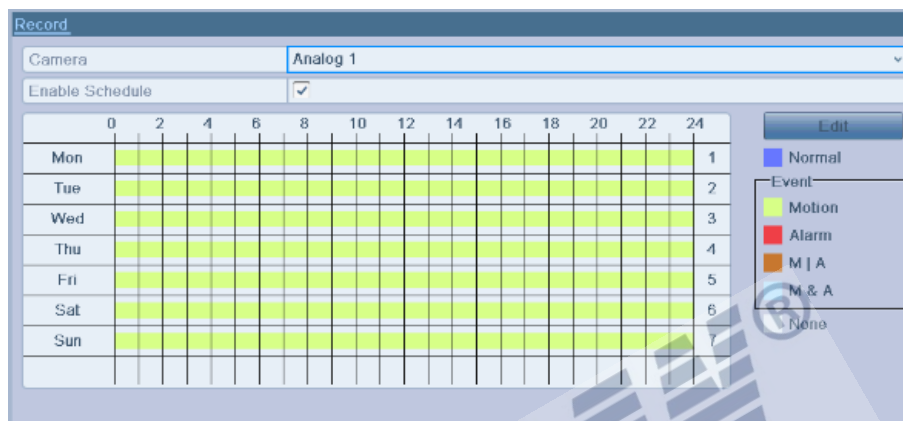 Record
Camera
Analog 1
Enable Schedule
0 2 4 6 8 10 12 14 16 18 20 22 24
Edit
Mon 1
Normal
Event
Tue 2
Motion
Wed 3
Alarm
Thu 4
M | A
Fri 5
M & A
Sat 6
None
Sun 7
®